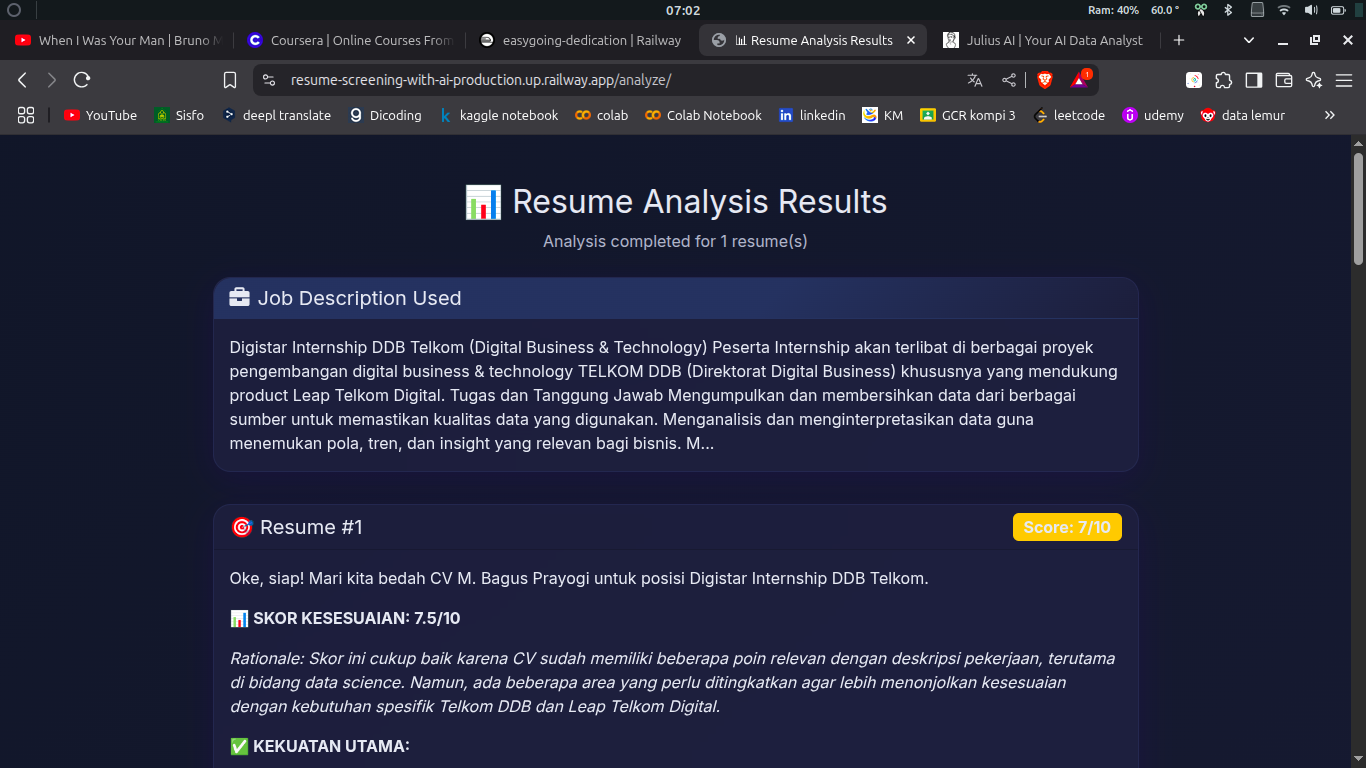 07:02
Ram: 40% 60.0 °
When I Was Your Man | Bruno M
Coursera | Online Courses From
easygoing-dedication | Railway
📊 Resume Analysis Results
Julius AI | Your AI Data Analyst
resume-screening-with-ai-production.up.railway.app/analyze/
1
YouTube
Sisfo
deepl translate
Dicoding
kaggle notebook
colab
Colab Notebook
linkedin
KM
GCR kompi 3
leetcode
udemy
data lemur
📊 Resume Analysis Results
Analysis completed for 1 resume(s)
Job Description Used
Digistar Internship DDB Telkom (Digital Business & Technology) Peserta Internship akan terlibat di berbagai proyek
pengembangan digital business & technology TELKOM DDB (Direktorat Digital Business) khususnya yang mendukung
product Leap Telkom Digital. Tugas dan Tanggung Jawab Mengumpulkan dan membersihkan data dari berbagai
sumber untuk memastikan kualitas data yang digunakan. Menganalisis dan menginterpretasikan data guna
menemukan pola, tren, dan insight yang relevan bagi bisnis. M...
🎯 Resume #1
Score: 7/10
Oke, siap! Mari kita bedah CV M. Bagus Prayogi untuk posisi Digistar Internship DDB Telkom.
📊 SKOR KESESUAIAN: 7.5/10
Rationale: Skor ini cukup baik karena CV sudah memiliki beberapa poin relevan dengan deskripsi pekerjaan, terutama
di bidang data science. Namun, ada beberapa area yang perlu ditingkatkan agar lebih menonjolkan kesesuaian
dengan kebutuhan spesifik Telkom DDB dan Leap Telkom Digital.
✅ KEKUATAN UTAMA: